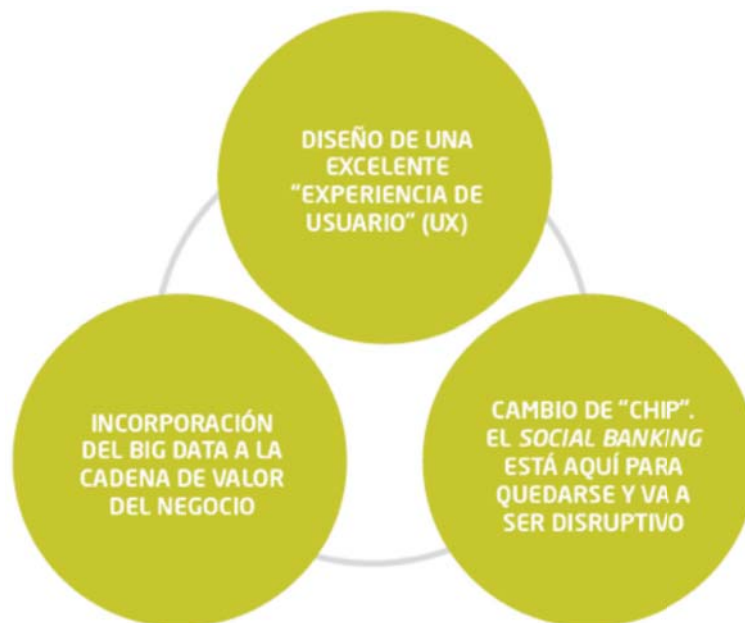 DISEÑO DE UNA
EXCELENTE
“EXPERIENCIA DE
USUARIO” (UX)
INCORPORACIÓN
DEL BIG DATA A LA
CADENA DE VALOR
DEL NEGOCIO
CAMBIO DE “CHIP”.
EL SOCIAL BANKING
ESTÁ AQUÍ PARA
QUEDARSE Y VA A
SER DISRUPTIVO